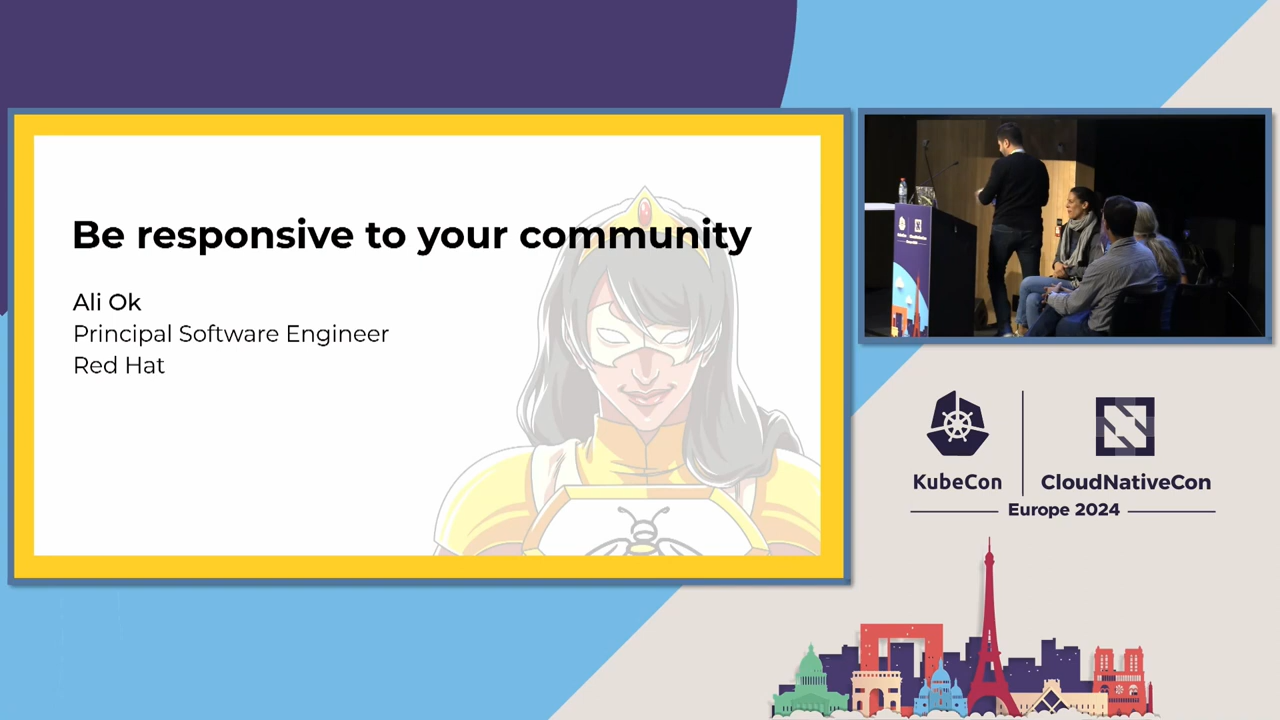 Be responsive to your community
Ali Ok
Principal Software Engineer
Red Hat
KubeCon
CloudNativeCon
Europe 2024